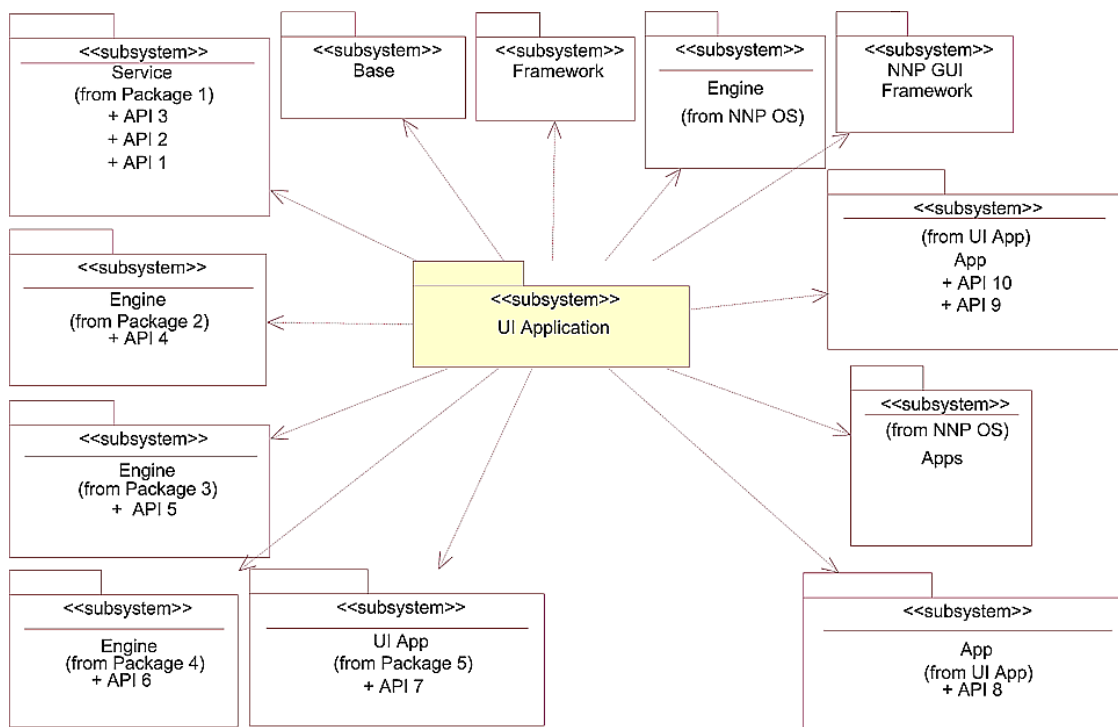 <<subsystem>>
Service
(from Package 1)
+ API 3
+ API 2
+ API 1
<<subsystem>>
Base
<<subsystem>>
Framework
<<subsystem>>
Engine
(from NNP OS)
<<subsystem>>
NNP GUI
Framework
<<subsystem>>
(from UI App)
App
+ API 10
+ API 9
<<subsystem>>
Engine
(from Package 2)
+ API 4
<<subsystem>>
UI Application
<<subsystem>>
(from NNP OS)
Apps
<<subsystem>>
Engine
(from Package 3)
+ API 5
<<subsystem>>
Engine
(from Package 4)
+ API 6
<<subsystem>>
UI App
(from Package 5)
+ API 7
<<subsystem>>
App
(from UI App)
+ API 8